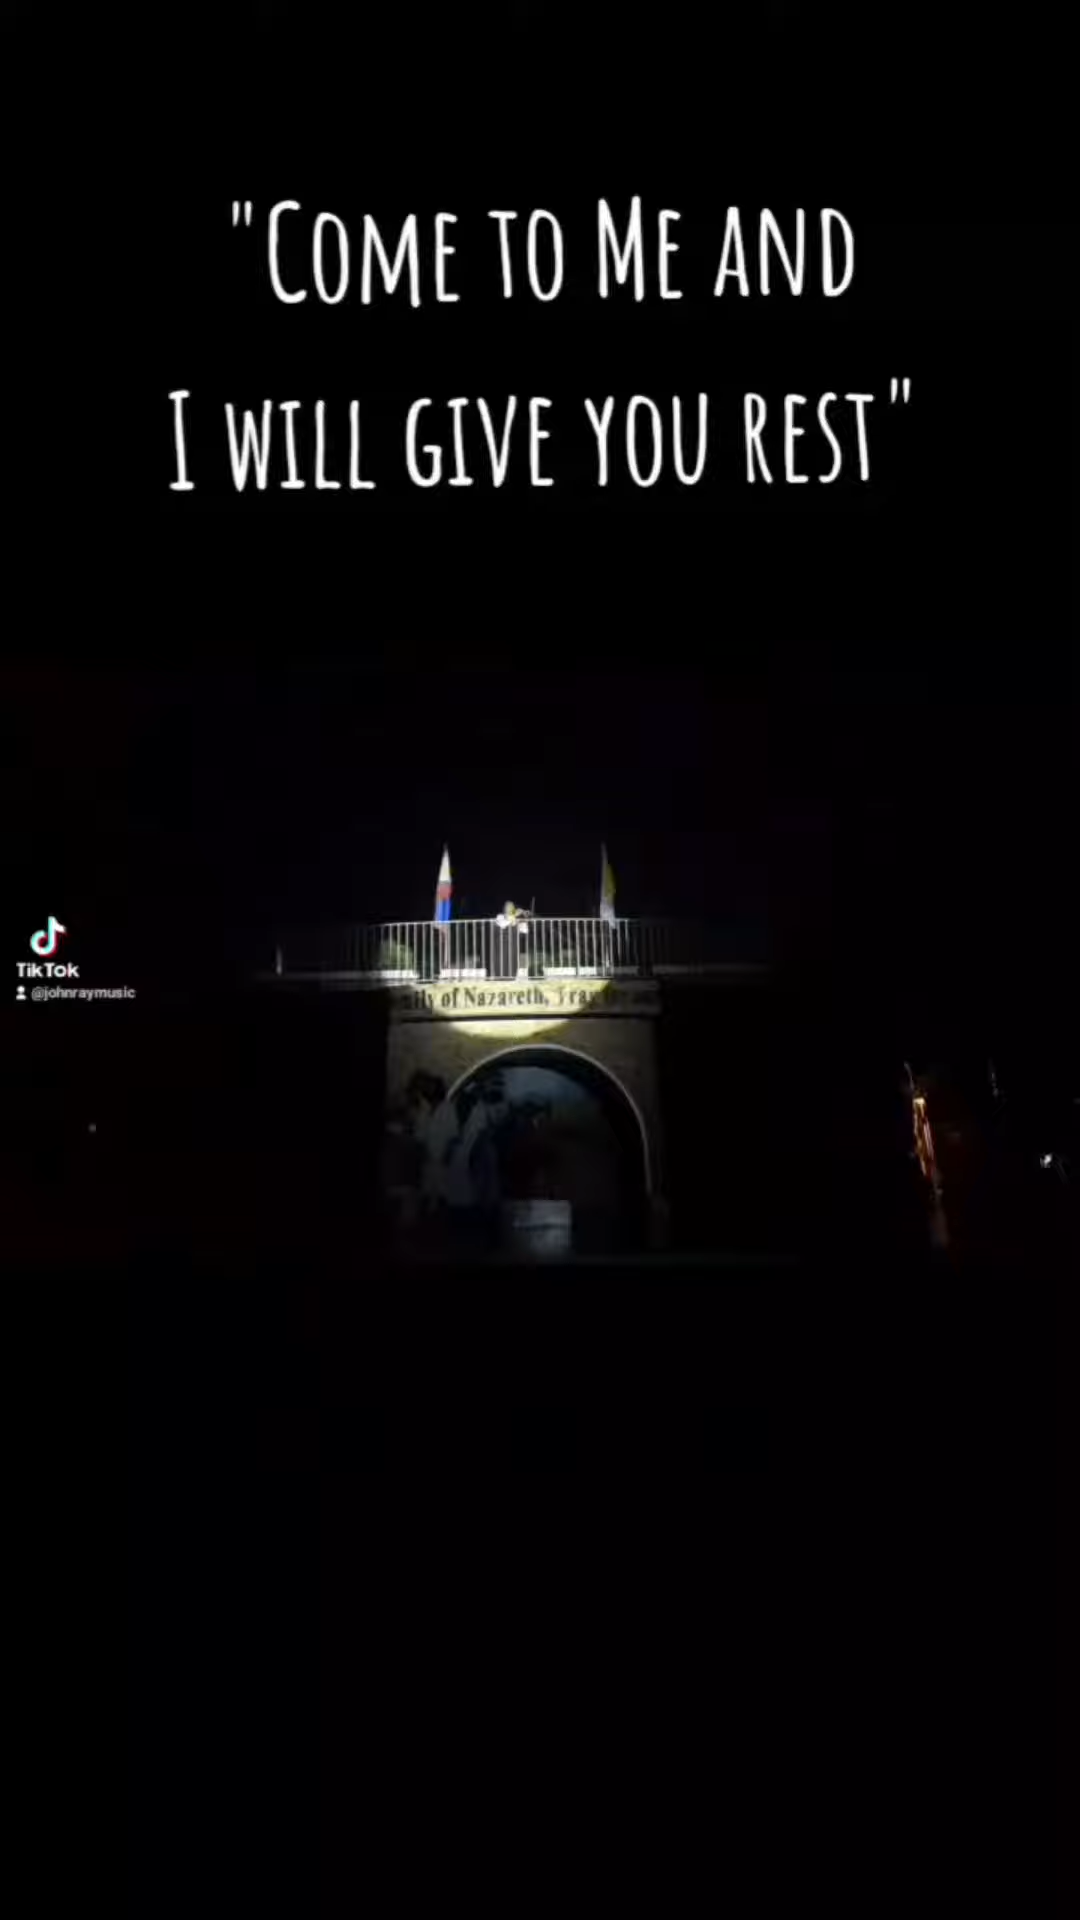 "Come to Me and
I will give you rest"
TikTok
@johnraymusic
of Nazareth,